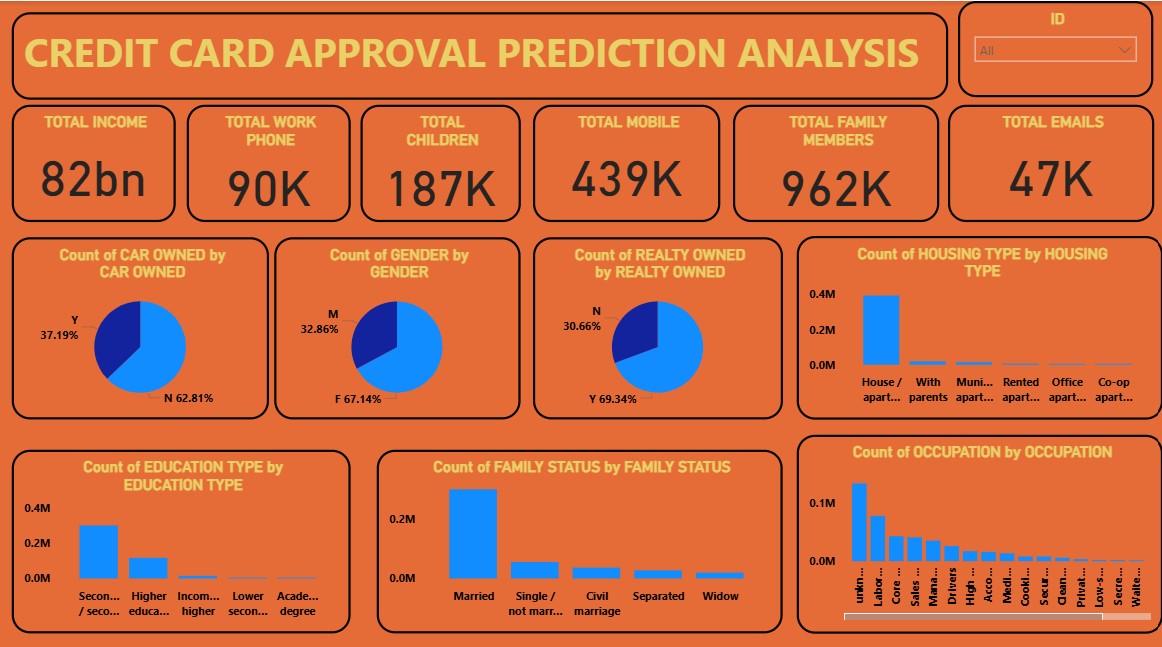 CREDIT CARD APPROVAL PREDICTION ANALYSIS
ID
All
TOTAL INCOME
82bn
TOTAL WORK
PHONE
90K
TOTAL
CHILDREN
187K
TOTAL MOBILE
439K
TOTAL FAMILY
MEMBERS
962K
TOTAL EMAILS
47K
Count of CAR OWNED by
CAR OWNED
Y
37.19%
N 62.81%
Count of GENDER by
GENDER
M
32.86%
F 67.14%
Count of REALTY OWNED
by REALTY OWNED
N
30.66%
Y 69.34%
Count of HOUSING TYPE by HOUSING
TYPE
0.4M
0.2M
0.0M
House /
apart...
With
parents
Muni...
apart...
Rented
apart...
Office
apart...
Co-op
apart...
Count of EDUCATION TYPE by
EDUCATION TYPE
0.4M
0.2M
0.0M
Secon...
/ seco...
Higher
educa...
Incom...
higher
Lower
secon...
Acade...
degree
Count of FAMILY STATUS by FAMILY STATUS
0.2M
0.0M
Married
Single /
not marr...
Civil
marriage
Separated
Widow
Count of OCCUPATION by OCCUPATION
0.1M
0.0M
unkn...
Labor...
Core ...
Sales ...
Mana...
Drivers
High ...
Acco...
Medi...
Cooki...
Secur...
Clean...
Privat...
Low-s...
Secre...
Waite...